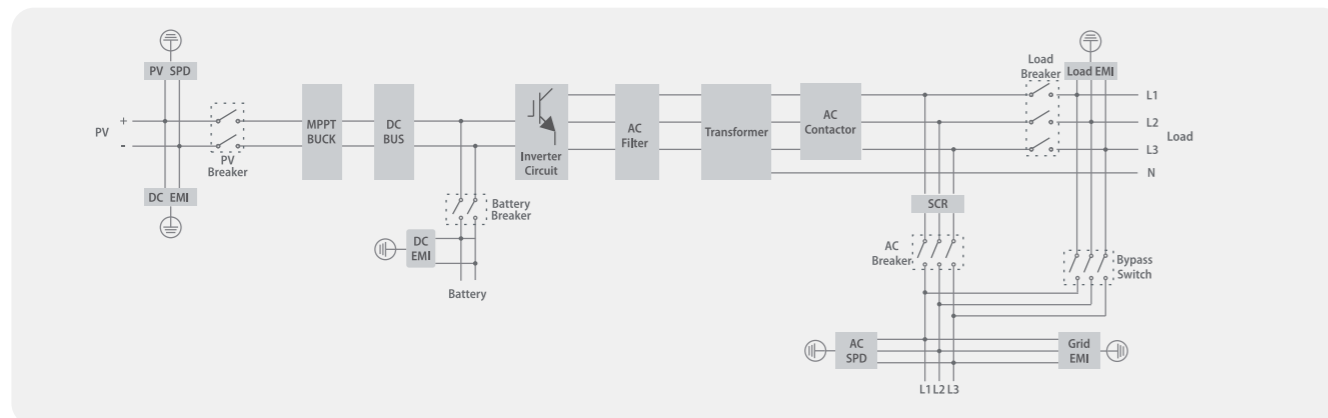 PV SPD
PV
+
-
PV
Breaker
DC EMI
MPPT
BUCK
DC
BUS
Battery
Breaker
DC
EMI
Battery
Inverter
Circuit
AC
Filter
Transformer
AC
Contactor
Load
Breaker
Load EMI
L1
L2
L3
Load
N
SCR
AC
Breaker
Bypass
Switch
AC
SPD
Grid
EMI
L1 L2 L3